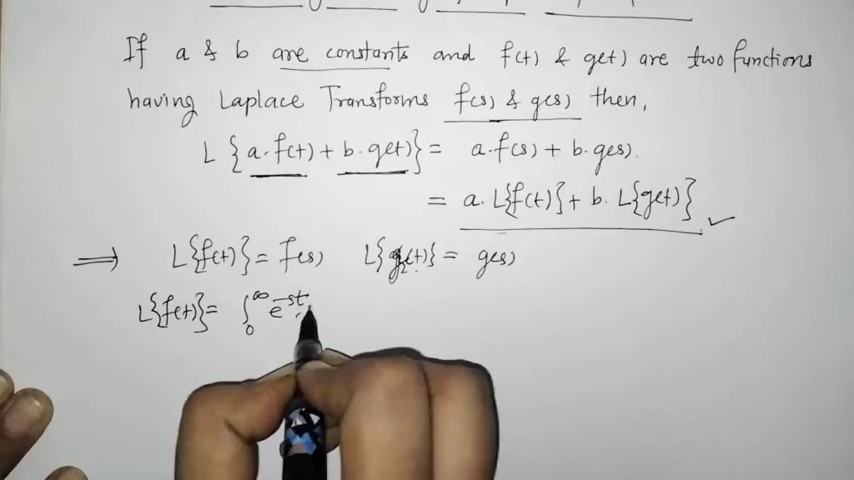 If a & b are constants and f(t) & g(t) are two functions
having Laplace Transforms f(s) & g(s) then,
L {a.f(t) + b.g(t)} = a.f(s) + b.g(s).
= a.L{f(t)} + b.L{g(t)} ✓
⟹ L{f(t)} = f(s) L{g(t)} = g(s)
L{f(t)} = ∫₀^∞ e^-st